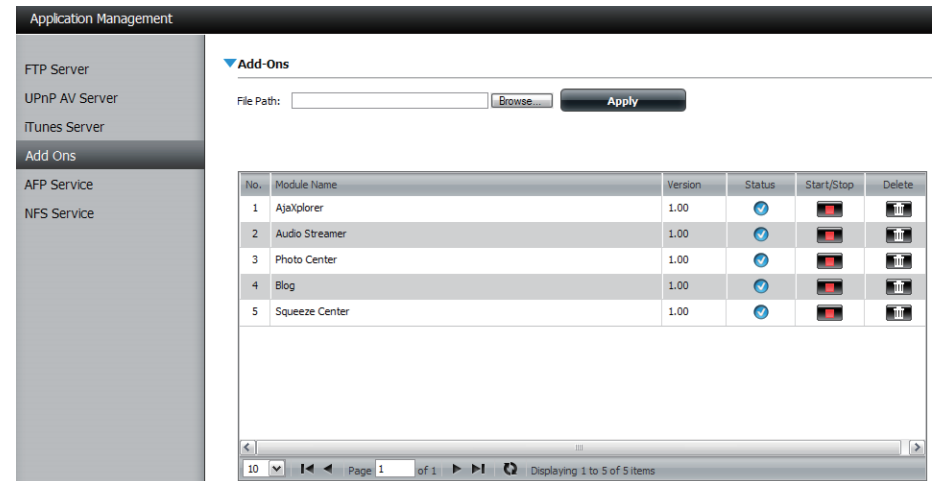 Application Management
FTP Server
UPnP AV Server
iTunes Server
Add Ons
AFP Service
NFS Service
Add-Ons
File Path: Browse... Apply
No. Module Name Version Status Start/Stop Delete
1 AjaXplorer 1.00
2 Audio Streamer 1.00
3 Photo Center 1.00
4 Blog 1.00
5 Squeeze Center 1.00
10 Page 1 of 1 Displaying 1 to 5 of 5 items